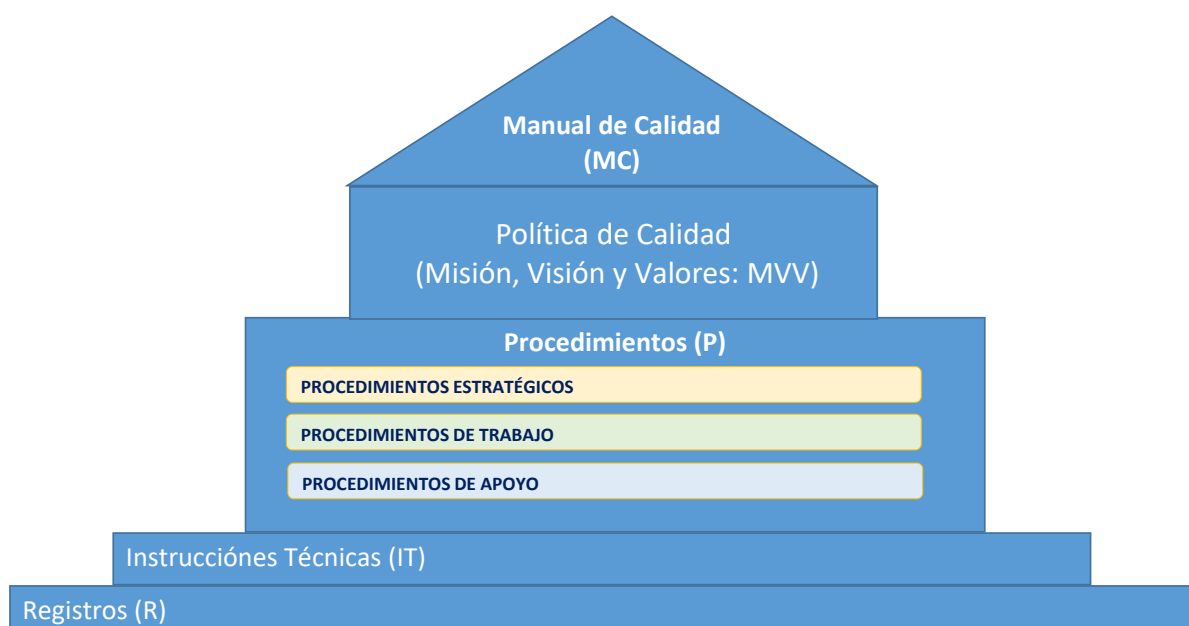 Manual de Calidad
(MC)
Política de Calidad
(Misión, Visión y Valores: MVV)
Procedimientos (P)
PROCEDIMIENTOS ESTRATÉGICOS
PROCEDIMIENTOS DE TRABAJO
PROCEDIMIENTOS DE APOYO
Instrucciónes Técnicas (IT)
Registros (R)